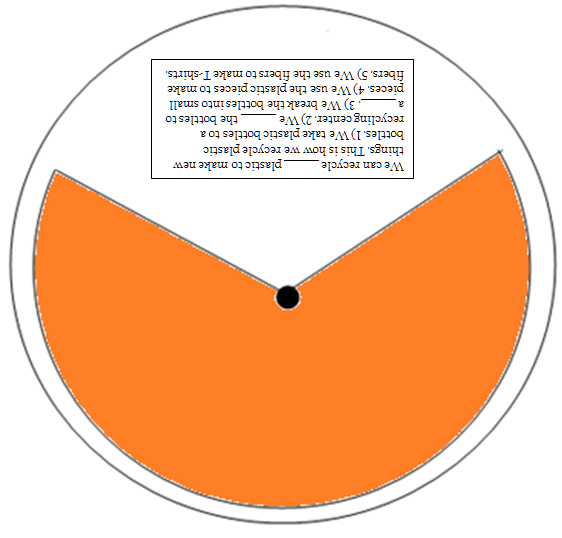 We can recycle ______ plastic to make new
things. This is how we recycle plastic
bottles. 1) We take plastic bottles to a
recycling center. 2) We ______ the bottles to
a ______. 3) We break the bottles into small
pieces. 4) We use the plastic pieces to make
fibers. 5) We use the fibers to make T-shirts.